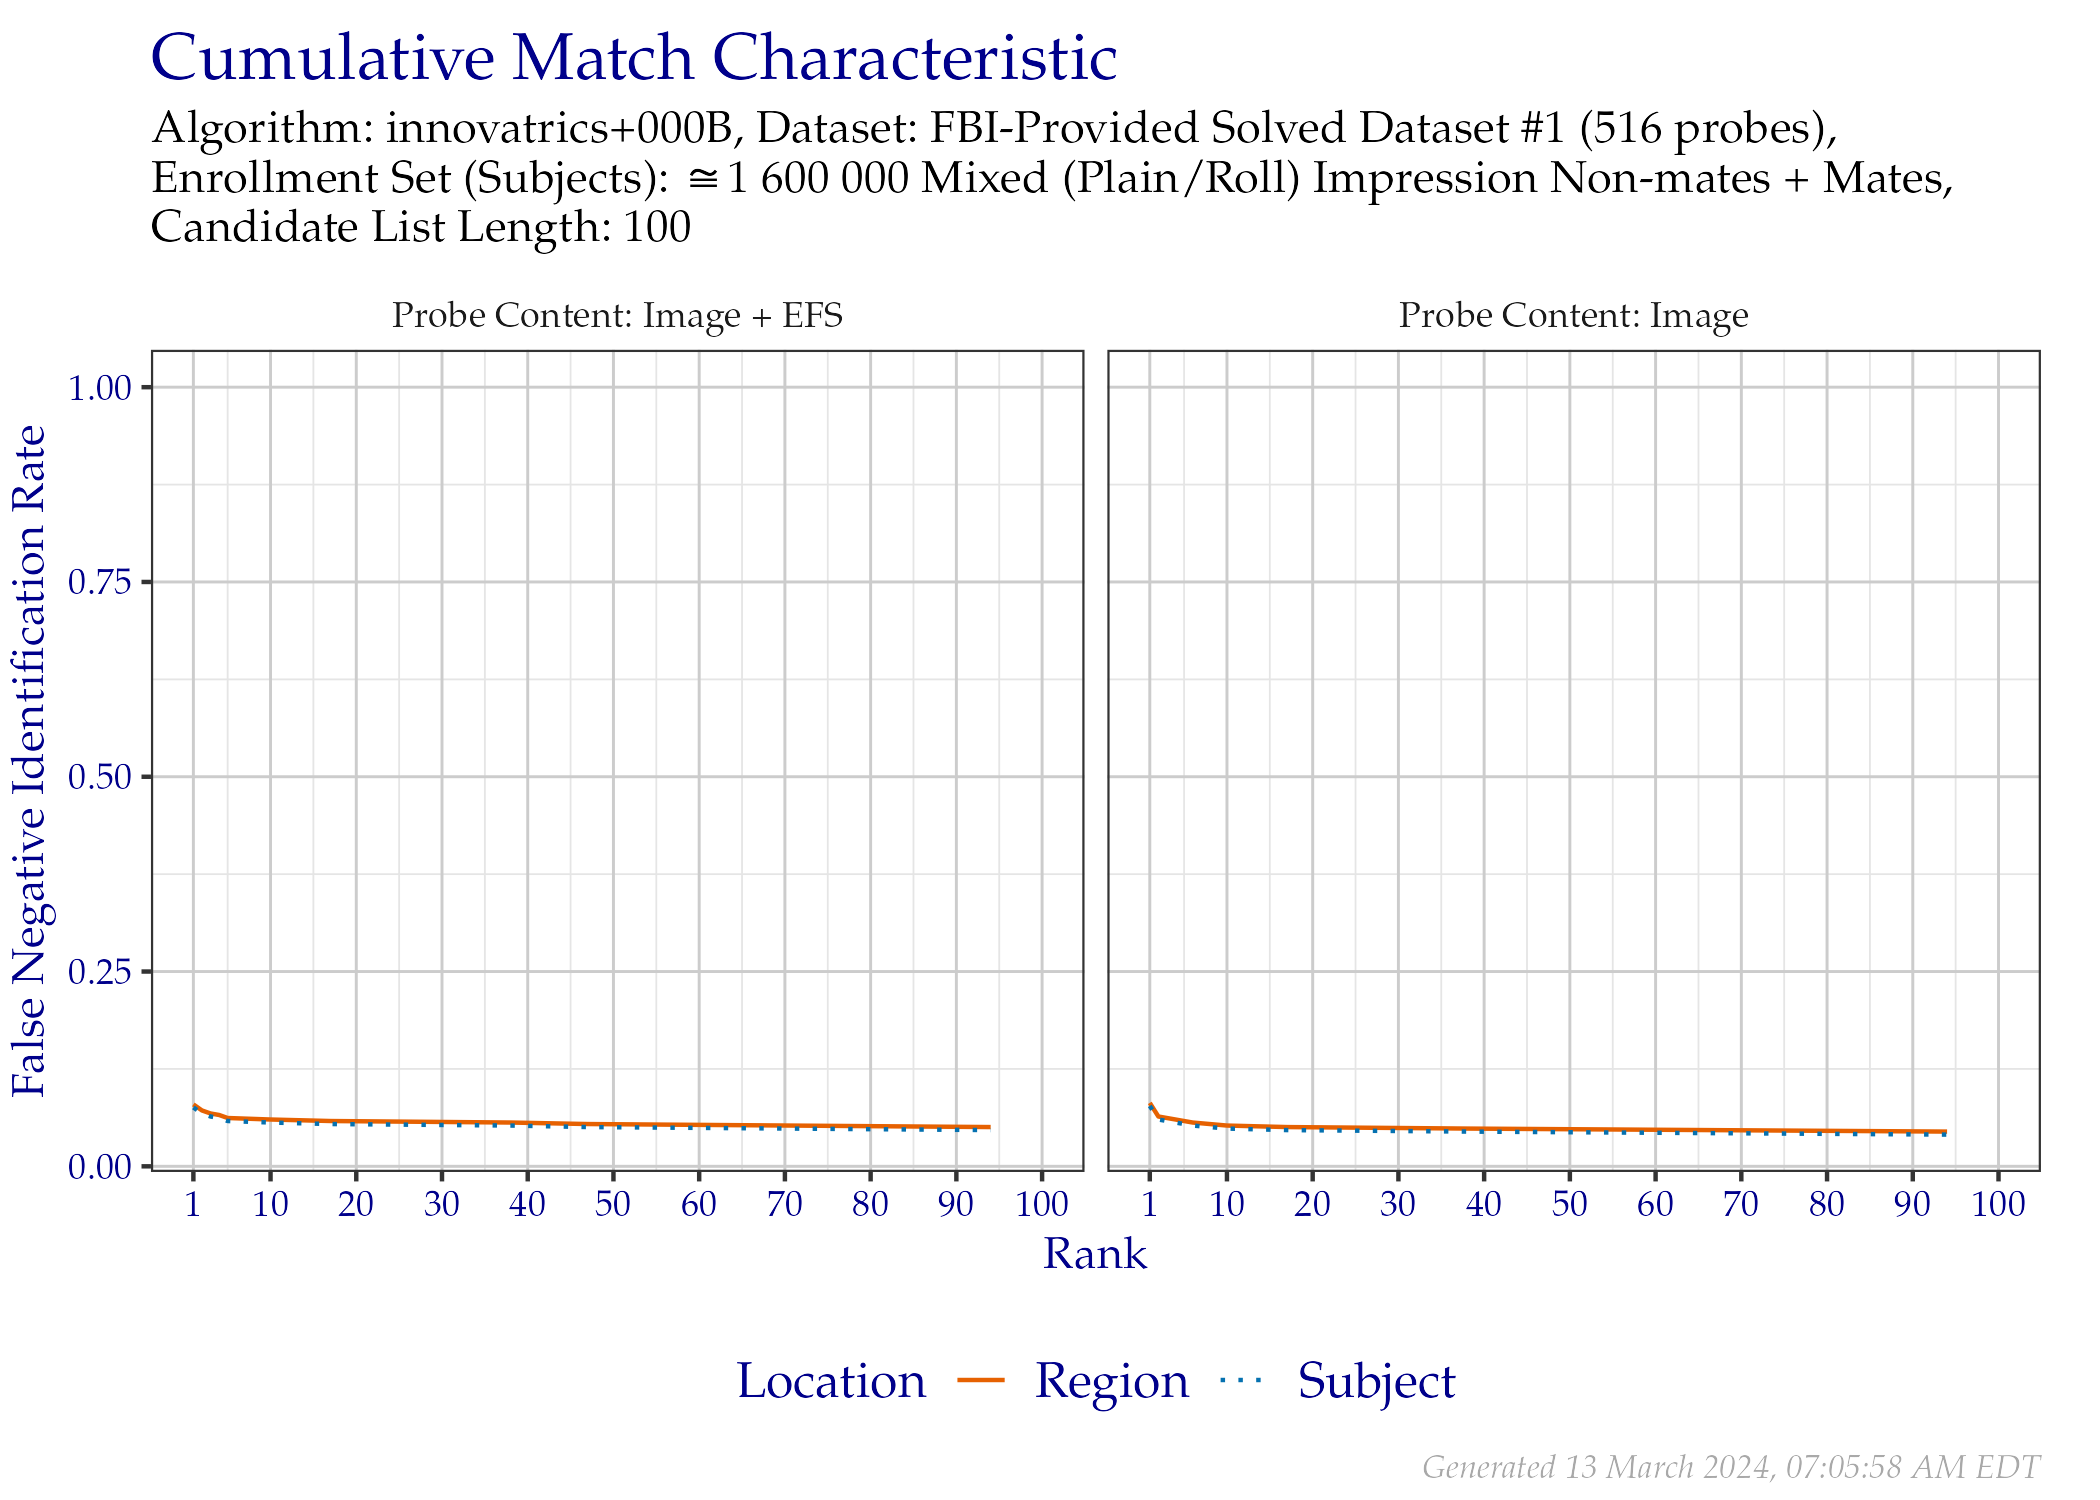 Cumulative Match Characteristic
Algorithm: innovatrics+000B, Dataset: FBI-Provided Solved Dataset #1 (516 probes),
Enrollment Set (Subjects): ≅ 1 600 000 Mixed (Plain/Roll) Impression Non-mates + Mates,
Candidate List Length: 100
Probe Content: Image + EFS
Probe Content: Image
False Negative Identification Rate
1.00
0.75
0.50
0.25
0.00
1 10 20 30 40 50 60 70 80 90 100
1 10 20 30 40 50 60 70 80 90 100
Rank
Location Region Subject
Generated 13 March 2024, 07:05:58 AM EDT